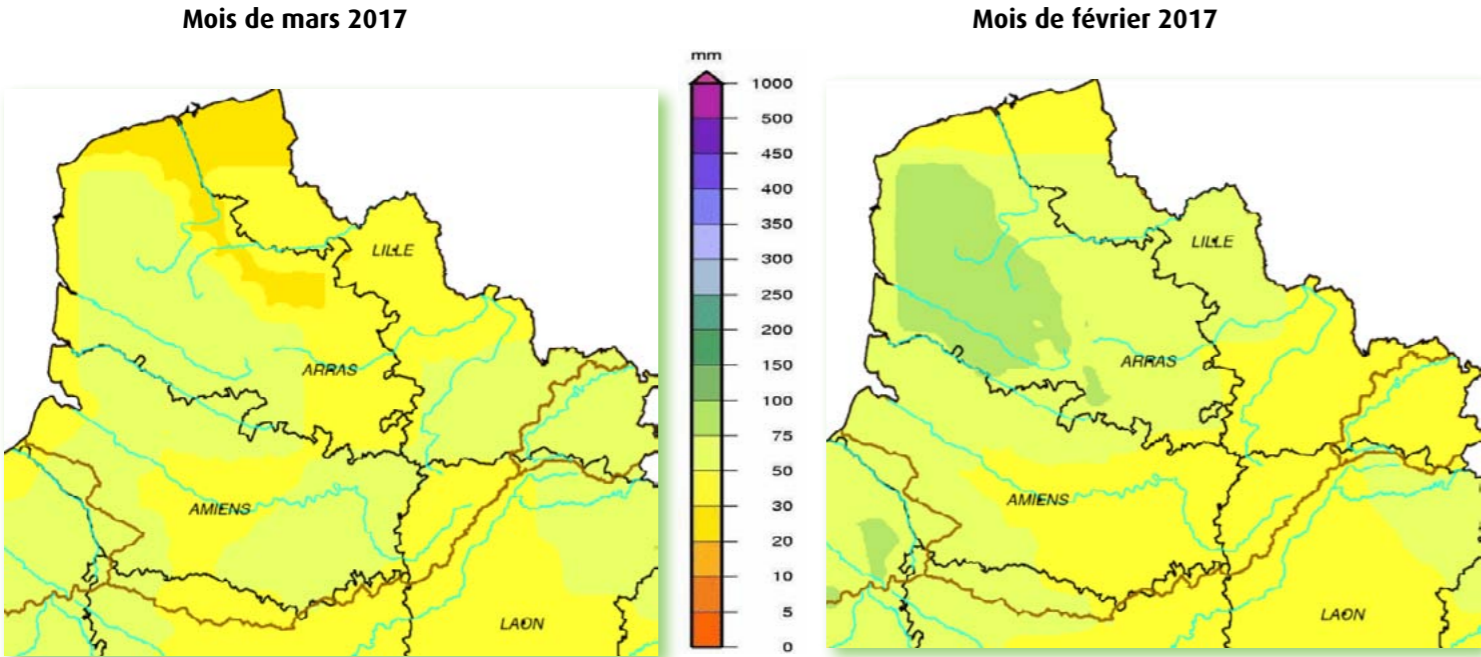 Mois de mars 2017
Mois de février 2017
mm
1000
500
450
400
350
300
250
200
150
100
75
50
30
20
10
5
0
LILLE
ARRAS
AMIENS
LAON
LILLE
ARRAS
AMIENS
LAON